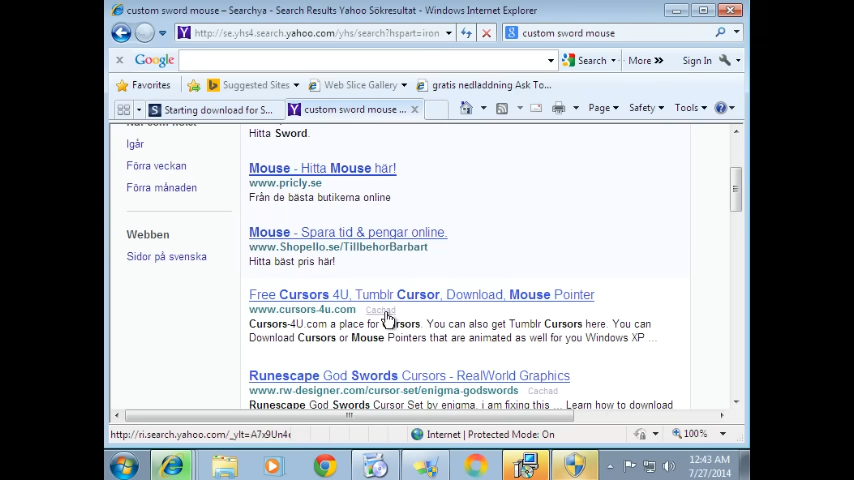 custom sword mouse – Searchya - Search Results Yahoo Sökresultat - Windows Internet Explorer
http://se.yhs4.search.yahoo.com/yhs/search?hspart=iron
custom sword mouse
Google
Search
More »
Sign In
Favorites
Suggested Sites
Web Slice Gallery
gratis nedladdning Ask To...
Starting download for S...
custom sword mouse ...
Page
Safety
Tools
Igår
Förra veckan
Förra månaden
Webben
Sidor på svenska
Hitta Sword.
Mouse - Hitta Mouse här!
www.pricly.se
Från de bästa butikerna online
Mouse - Spara tid & pengar online.
www.Shopello.se/TillbehorBarbart
Hitta bäst pris här!
Free Cursors 4U, Tumblr Cursor, Download, Mouse Pointer
www.cursors-4u.com Cachad
Cursors-4U.com a place for Cursors. You can also get Tumblr Cursors here. You can
Download Cursors or Mouse Pointers that are animated as well for you Windows XP ...
Runescape God Swords Cursors - RealWorld Graphics
www.rw-designer.com/cursor-set/enigma-godswords Cachad
Runescape God Swords Cursor Set by enigma. i am fixing this ... Learn how to download
http://ri.search.yahoo.com/_ylt=A7x9Un4c
Internet | Protected Mode: On
100%
12:43 AM
7/27/2014